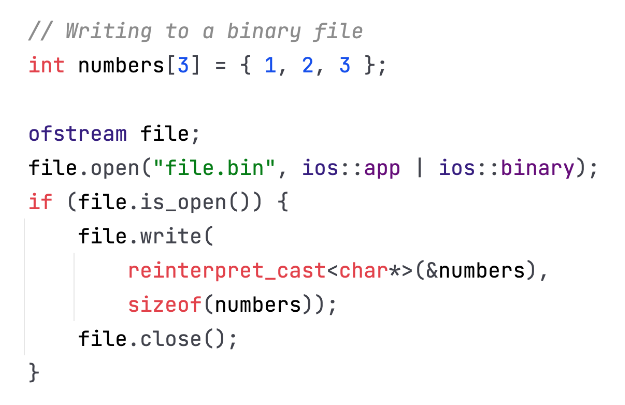 // Writing to a binary file
int numbers[3] = { 1, 2, 3 };
ofstream file;
file.open("file.bin", ios::app | ios::binary);
if (file.is_open()) {
file.write(
reinterpret_cast<char*>(&numbers),
sizeof(numbers));
file.close();
}